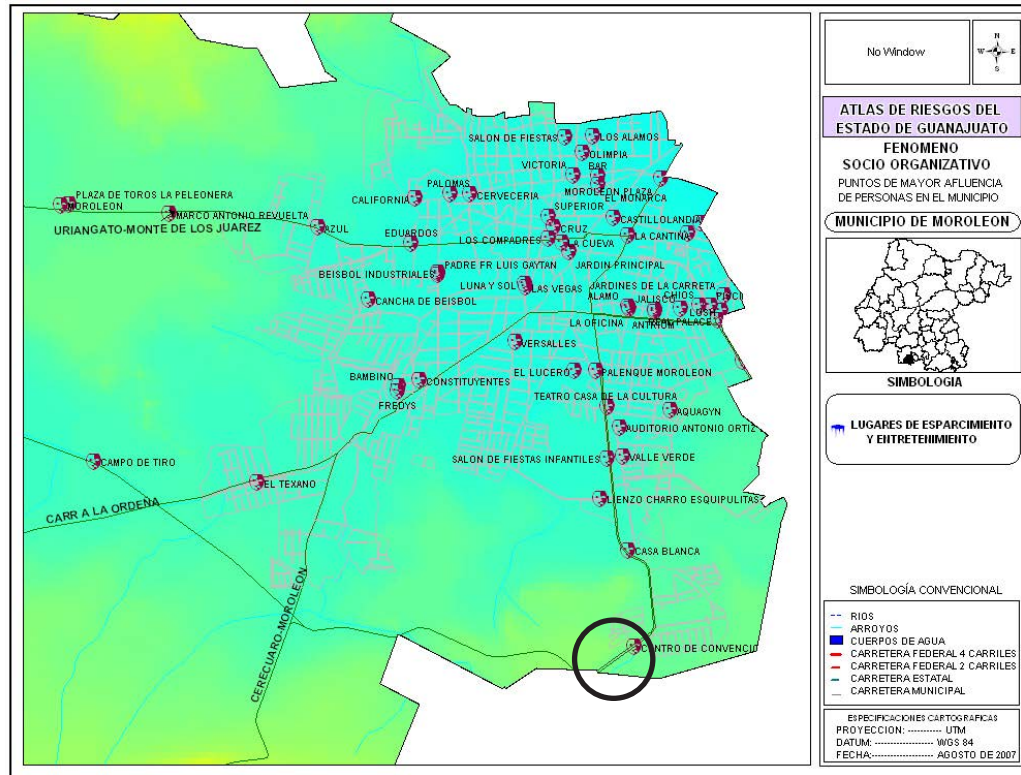 SALON DE FIESTAS
LOS ALAMOS
OLIMPIA
VICTORIA
BAR
PALOMAS
CERVECERIA
MOROLEON PLAZA
CALIFORNIA
EL MONARCA
PLAZA DE TOROS LA PELEONERA
MOROLEON
MARCO ANTONIO REVUELTA
SUPERIOR
CASTILLOLANDIA
URIANGATO-MONTE DE LOS JUAREZ
AZUL
CRUZ
EDUARDOS
LOS COMPADRES
LA CUEVA
LA CANTINA
JARDIN PRINCIPAL
PADRE FR LUIS GAYTAN
BEISBOL INDUSTRIALES
LUNA Y SOL
LAS VEGAS
JARDINES DE LA CARRETA
CANCHA DE BEISBOL
ALAMO
JALISCO
CHIOS
LA OFICINA
ANTRIUM
PALACE
VERSALLES
BAMBINO
CONSTITUYENTES
EL LUCERO
PALENQUE MOROLEON
FREDYS
TEATRO CASA DE LA CULTURA
AQUAGYN
AUDITORIO ANTONIO ORTIZ
CAMPO DE TIRO
SALON DE FIESTAS INFANTILES
VALLE VERDE
EL TEXANO
LIENZO CHARRO ESQUIPULITAS
CARR A LA ORDEÑA
CASA BLANCA
CERECUARO-MOROLEON
CENTRO DE CONVENCIO
No Window
N
W E
S
ATLAS DE RIESGOS DEL
ESTADO DE GUANAJUATO
FENOMENO
SOCIO ORGANIZATIVO
PUNTOS DE MAYOR AFLUENCIA
DE PERSONAS EN EL MUNICIPIO
MUNICIPIO DE MOROLEON
SIMBOLOGIA
LUGARES DE ESPARCIMIENTO
Y ENTRETENIMIENTO
SIMBOLOGÍA CONVENCIONAL
RIOS
ARROYOS
CUERPOS DE AGUA
CARRETERA FEDERAL 4 CARRILES
CARRETERA FEDERAL 2 CARRILES
CARRETERA ESTATAL
CARRETERA MUNICIPAL
ESPECIFICACIONES CARTOGRAFICAS
PROYECCION: ---------- UTM
DATUM: -------------------- WGS 84
FECHA:-------------------- AGOSTO DE 2007